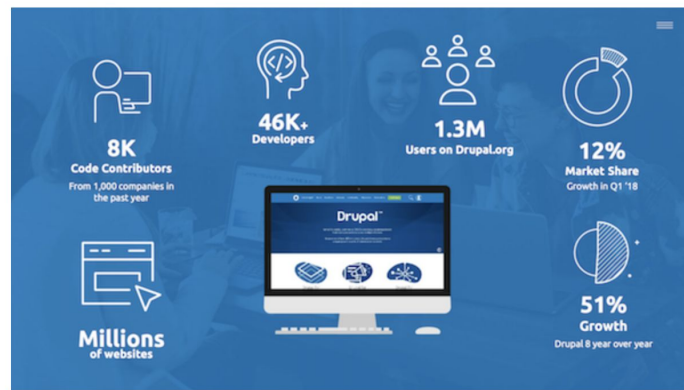 8K
Code Contributors
From 1,000 companies in
the past year
46K+
Developers
1.3M
Users on Drupal.org
12%
Market Share
Growth in Q1 '18
Drupal™
Millions
of websites
51%
Growth
Drupal 8 year over year